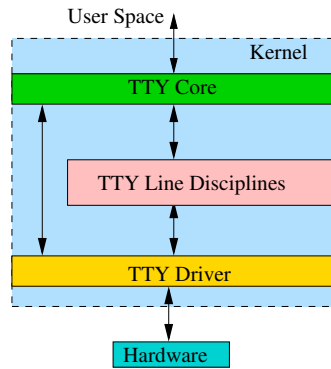 User Space
Kernel
TTY Core
TTY Line Disciplines
TTY Driver
Hardware